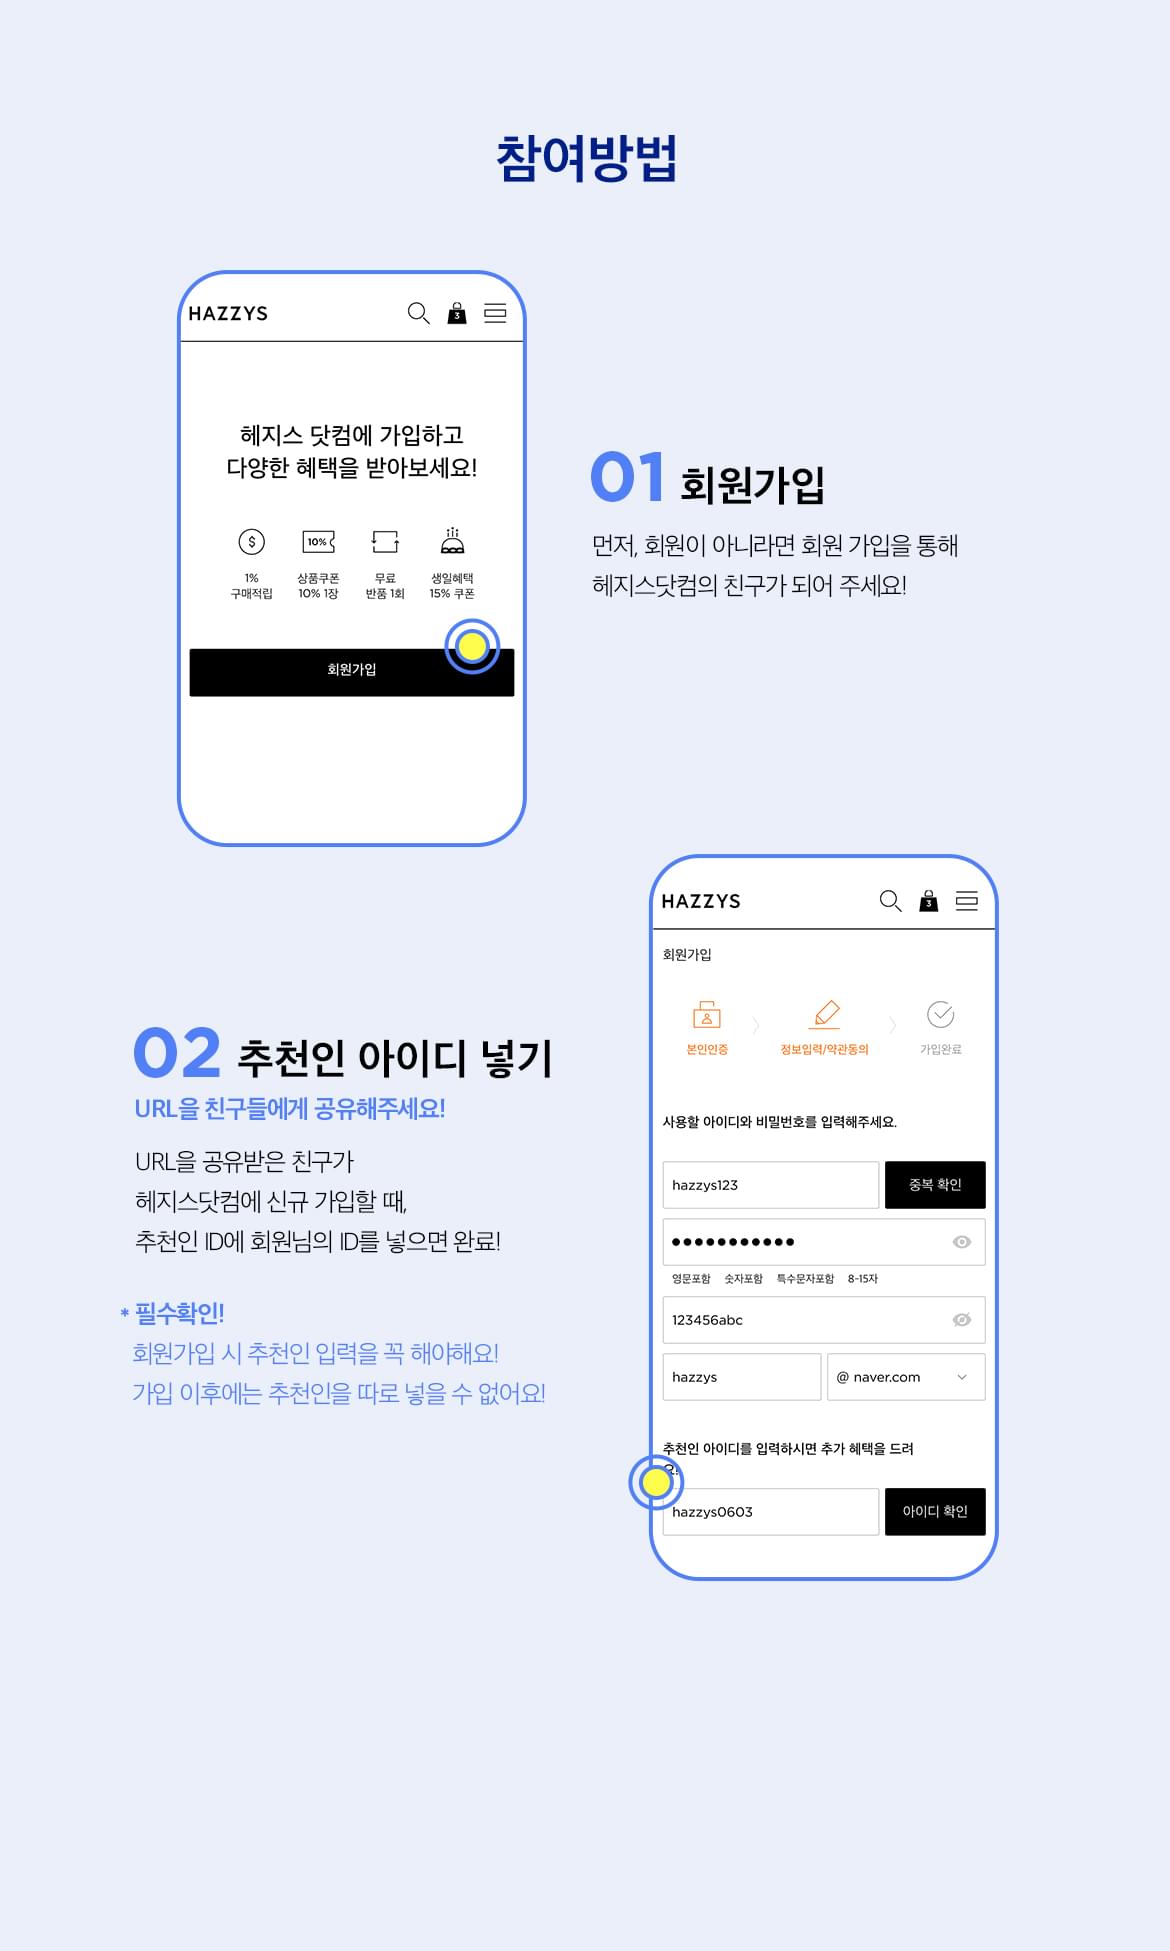 참여방법
HAZZYS
3
헤지스 닷컴에 가입하고
다양한 혜택을 받아보세요!
$
10%
1%
구매적립
상품쿠폰
10% 1장
무료
반품 1회
생일혜택
15% 쿠폰
회원가입
01 회원가입
먼저, 회원이 아니라면 회원 가입을 통해
헤지스닷컴의 친구가 되어 주세요!
02 추천인 아이디 넣기
URL을 친구들에게 공유해주세요!
URL을 공유받은 친구가
헤지스닷컴에 신규 가입할 때,
추천인 ID에 회원님의 ID를 넣으면 완료!
* 필수확인!
회원가입 시 추천인 입력을 꼭 해야해요!
가입 이후에는 추천인을 따로 넣을 수 없어요!
HAZZYS
3
회원가입
본인인증
정보입력/약관동의
가입완료
사용할 아이디와 비밀번호를 입력해주세요.
hazzys123
중복 확인
●●●●●●●●●●●
영문포함 숫자포함 특수문자포함 8-15자
123456abc
hazzys
@ naver.com
추천인 아이디를 입력하시면 추가 혜택을 드려
요!
hazzys0603
아이디 확인